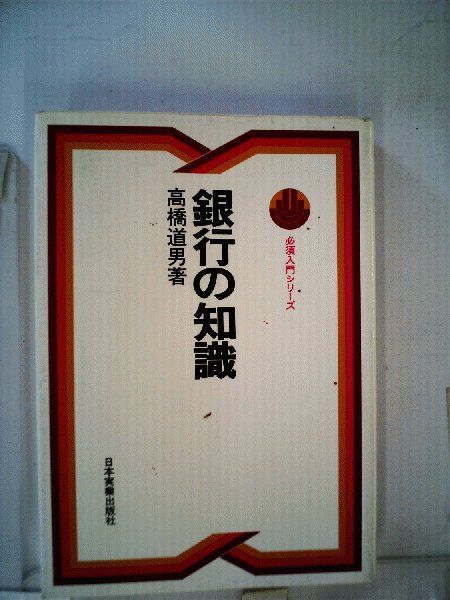 必須入門シリーズ
銀行の知識
高橋道男著
日本実業出版社